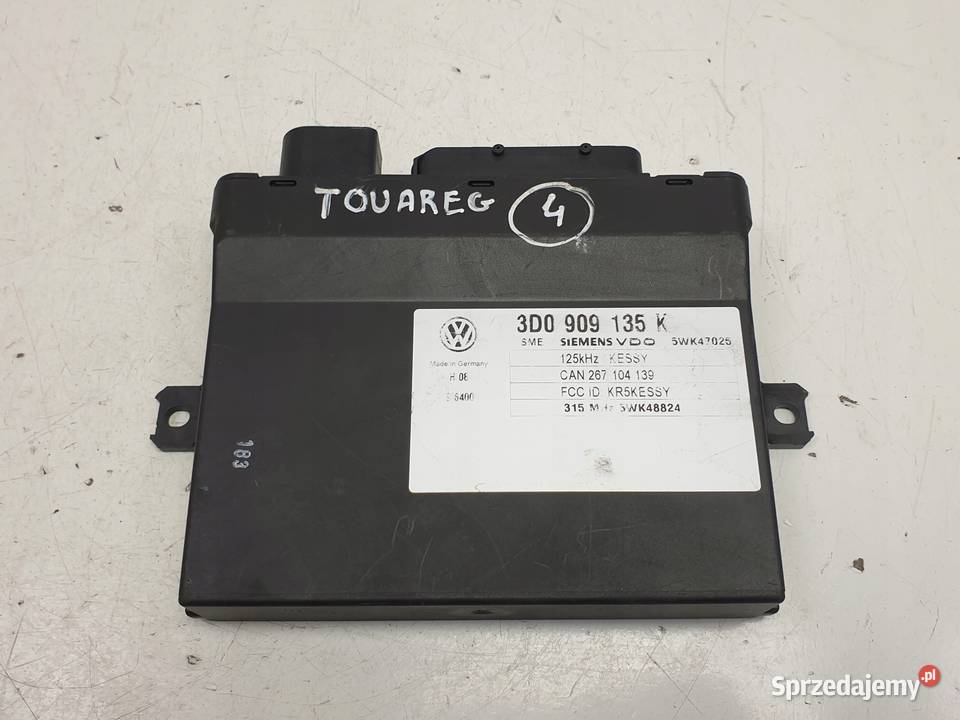 TOUAREG 4
3D0 909 135 K
SME SIEMENS VDO 5WK47025
125kHz KESSY
Made in Germany
CAN 267 104 139
H 08
FCC ID KR5KESSY
315 MHz 5WK48824
183
Sprzedajemy.pl